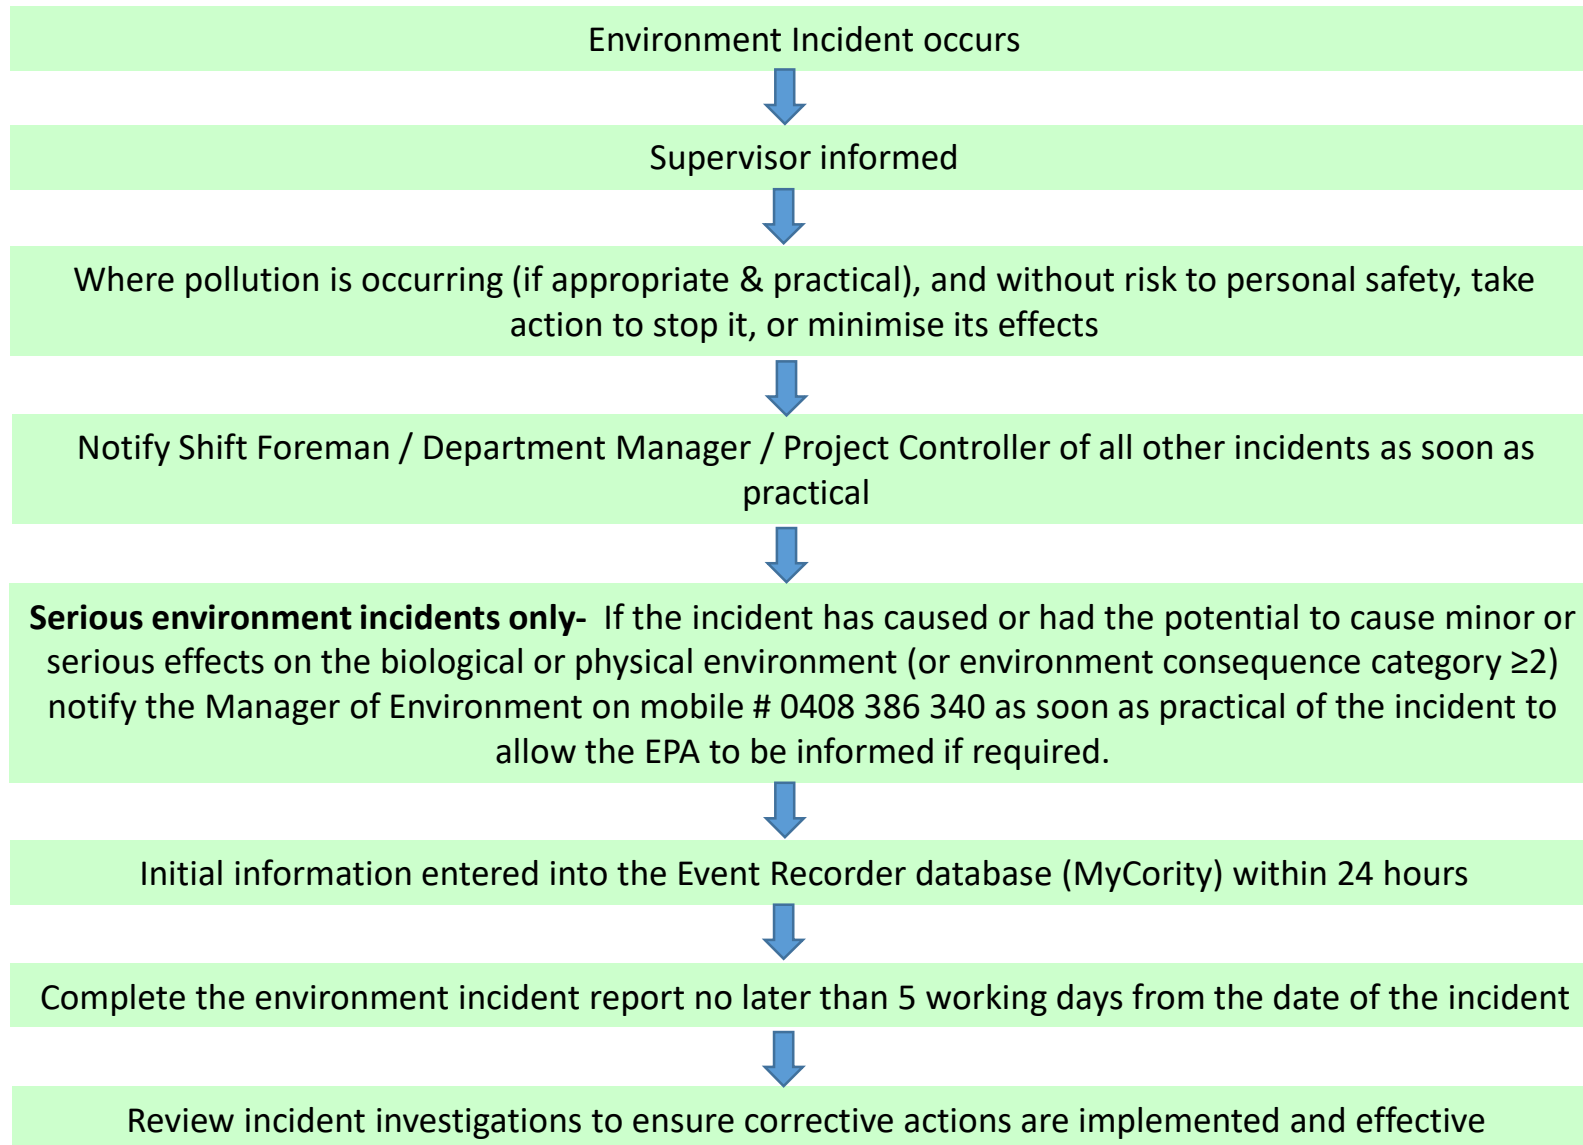 Environment Incident occurs
Supervisor informed
Where pollution is occurring (if appropriate & practical), and without risk to personal safety, take
action to stop it, or minimise its effects
Notify Shift Foreman / Department Manager / Project Controller of all other incidents as soon as
practical
Serious environment incidents only- If the incident has caused or had the potential to cause minor or
serious effects on the biological or physical environment (or environment consequence category ≥2)
notify the Manager of Environment on mobile # 0408 386 340 as soon as practical of the incident to
allow the EPA to be informed if required.
Initial information entered into the Event Recorder database (MyCority) within 24 hours
Complete the environment incident report no later than 5 working days from the date of the incident
Review incident investigations to ensure corrective actions are implemented and effective